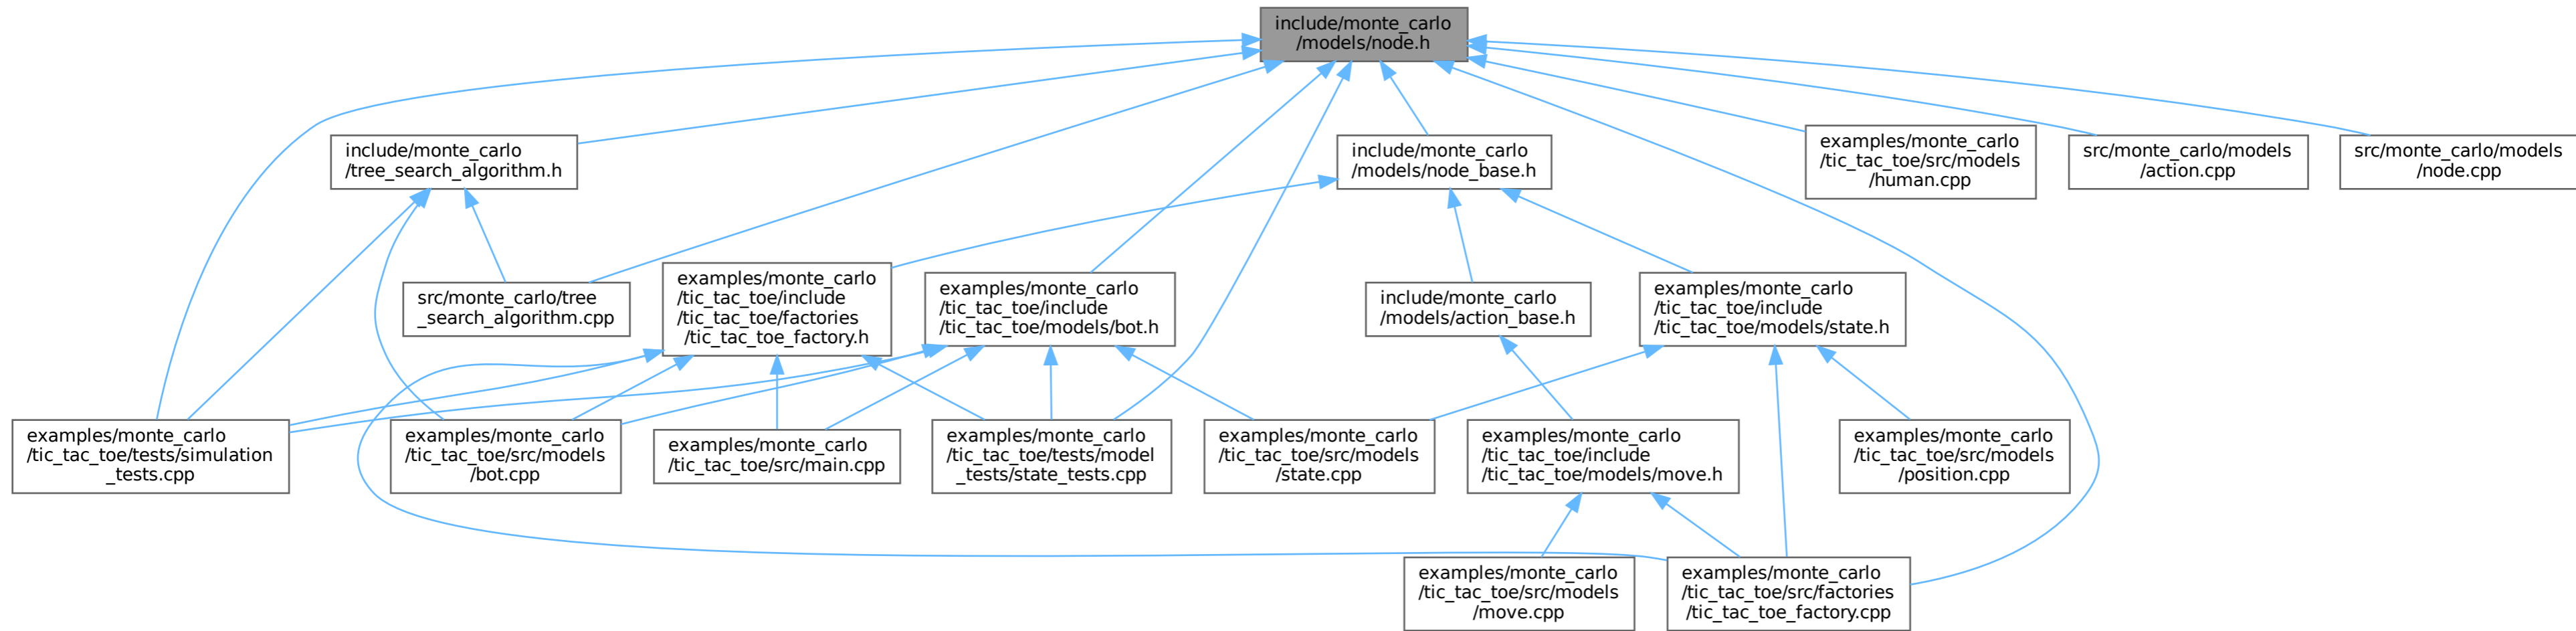 include/monte_carlo
/models/node.h
include/monte_carlo
/tree_search_algorithm.h
include/monte_carlo
/models/node_base.h
examples/monte_carlo
/tic_tac_toe/src/models
/human.cpp
src/monte_carlo/models
/action.cpp
src/monte_carlo/models
/node.cpp
src/monte_carlo/tree
_search_algorithm.cpp
examples/monte_carlo
/tic_tac_toe/include
/tic_tac_toe/factories
/tic_tac_toe_factory.h
examples/monte_carlo
/tic_tac_toe/include
/tic_tac_toe/models/bot.h
include/monte_carlo
/models/action_base.h
examples/monte_carlo
/tic_tac_toe/include
/tic_tac_toe/models/state.h
examples/monte_carlo
/tic_tac_toe/tests/simulation
_tests.cpp
examples/monte_carlo
/tic_tac_toe/src/models
/bot.cpp
examples/monte_carlo
/tic_tac_toe/src/main.cpp
examples/monte_carlo
/tic_tac_toe/tests/model
_tests/state_tests.cpp
examples/monte_carlo
/tic_tac_toe/src/models
/state.cpp
examples/monte_carlo
/tic_tac_toe/include
/tic_tac_toe/models/move.h
examples/monte_carlo
/tic_tac_toe/src/models
/position.cpp
examples/monte_carlo
/tic_tac_toe/src/models
/move.cpp
examples/monte_carlo
/tic_tac_toe/src/factories
/tic_tac_toe_factory.cpp